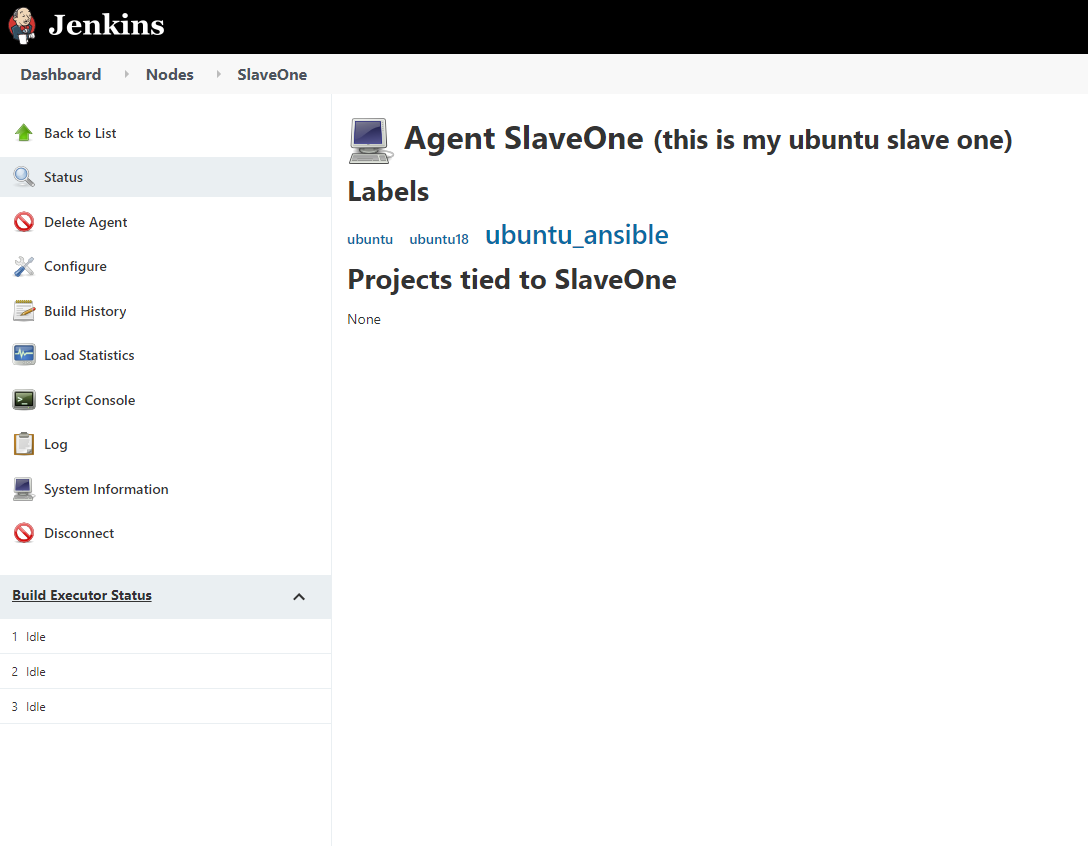 Jenkins
Dashboard Nodes SlaveOne
Back to List
Status
Delete Agent
Configure
Build History
Load Statistics
Script Console
Log
System Information
Disconnect
Build Executor Status
1 Idle
2 Idle
3 Idle
Agent SlaveOne (this is my ubuntu slave one)
Labels
ubuntu ubuntu18 ubuntu_ansible
Projects tied to SlaveOne
None